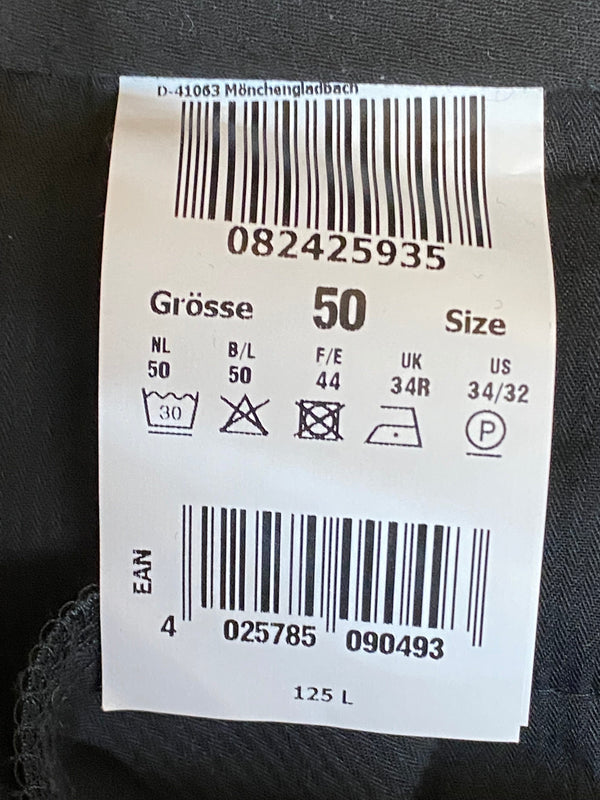 D-41063 Mönchengladbach
082425935
Grösse 50 Size
NL B/L F/E UK US
50 50 44 34R 34/32
30 P
EAN
4 025785 090493
125 L